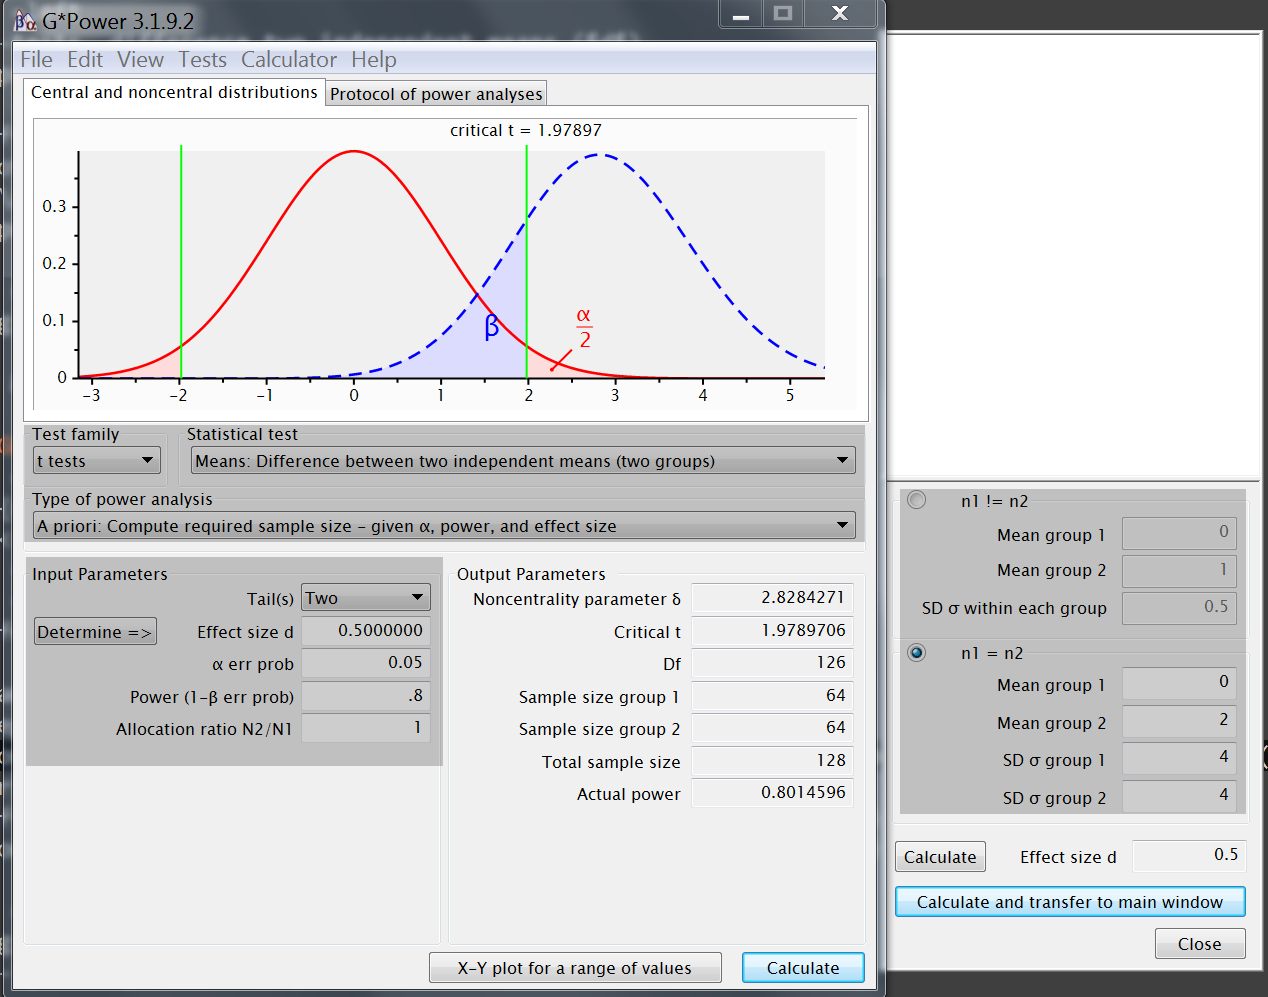 G*Power 3.1.9.2
File Edit View Tests Calculator Help
Central and noncentral distributions Protocol of power analyses
critical t = 1.97897
0.3
0.2
0.1
0
β
α
2
-3 -2 -1 0 1 2 3 4 5
Test family Statistical test
t tests Means: Difference between two independent means (two groups)
Type of power analysis
A priori: Compute required sample size - given α, power, and effect size
Input Parameters
Tail(s) Two
Determine => Effect size d 0.5000000
α err prob 0.05
Power (1-β err prob) .8
Allocation ratio N2/N1 1
Output Parameters
Noncentrality parameter δ 2.8284271
Critical t 1.9789706
Df 126
Sample size group 1 64
Sample size group 2 64
Total sample size 128
Actual power 0.8014596
X-Y plot for a range of values Calculate
n1 != n2
Mean group 1 0
Mean group 2 1
SD σ within each group 0.5
n1 = n2
Mean group 1 0
Mean group 2 2
SD σ group 1 4
SD σ group 2 4
Calculate Effect size d 0.5
Calculate and transfer to main window
Close